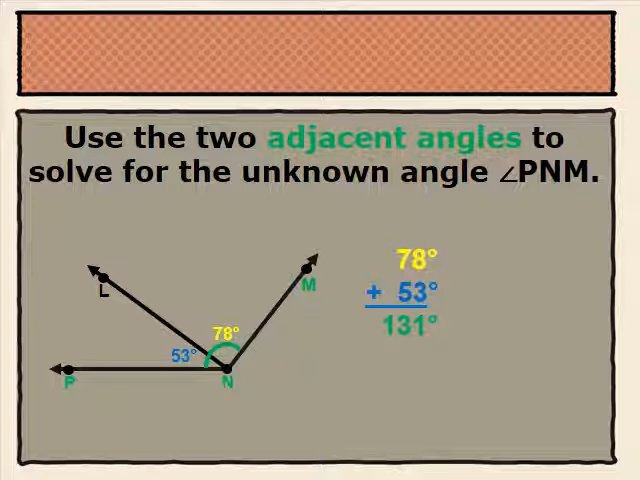 Use the two adjacent angles to
solve for the unknown angle ∠PNM.
78°
+ 53°
131°
L
M
78°
53°
P
N